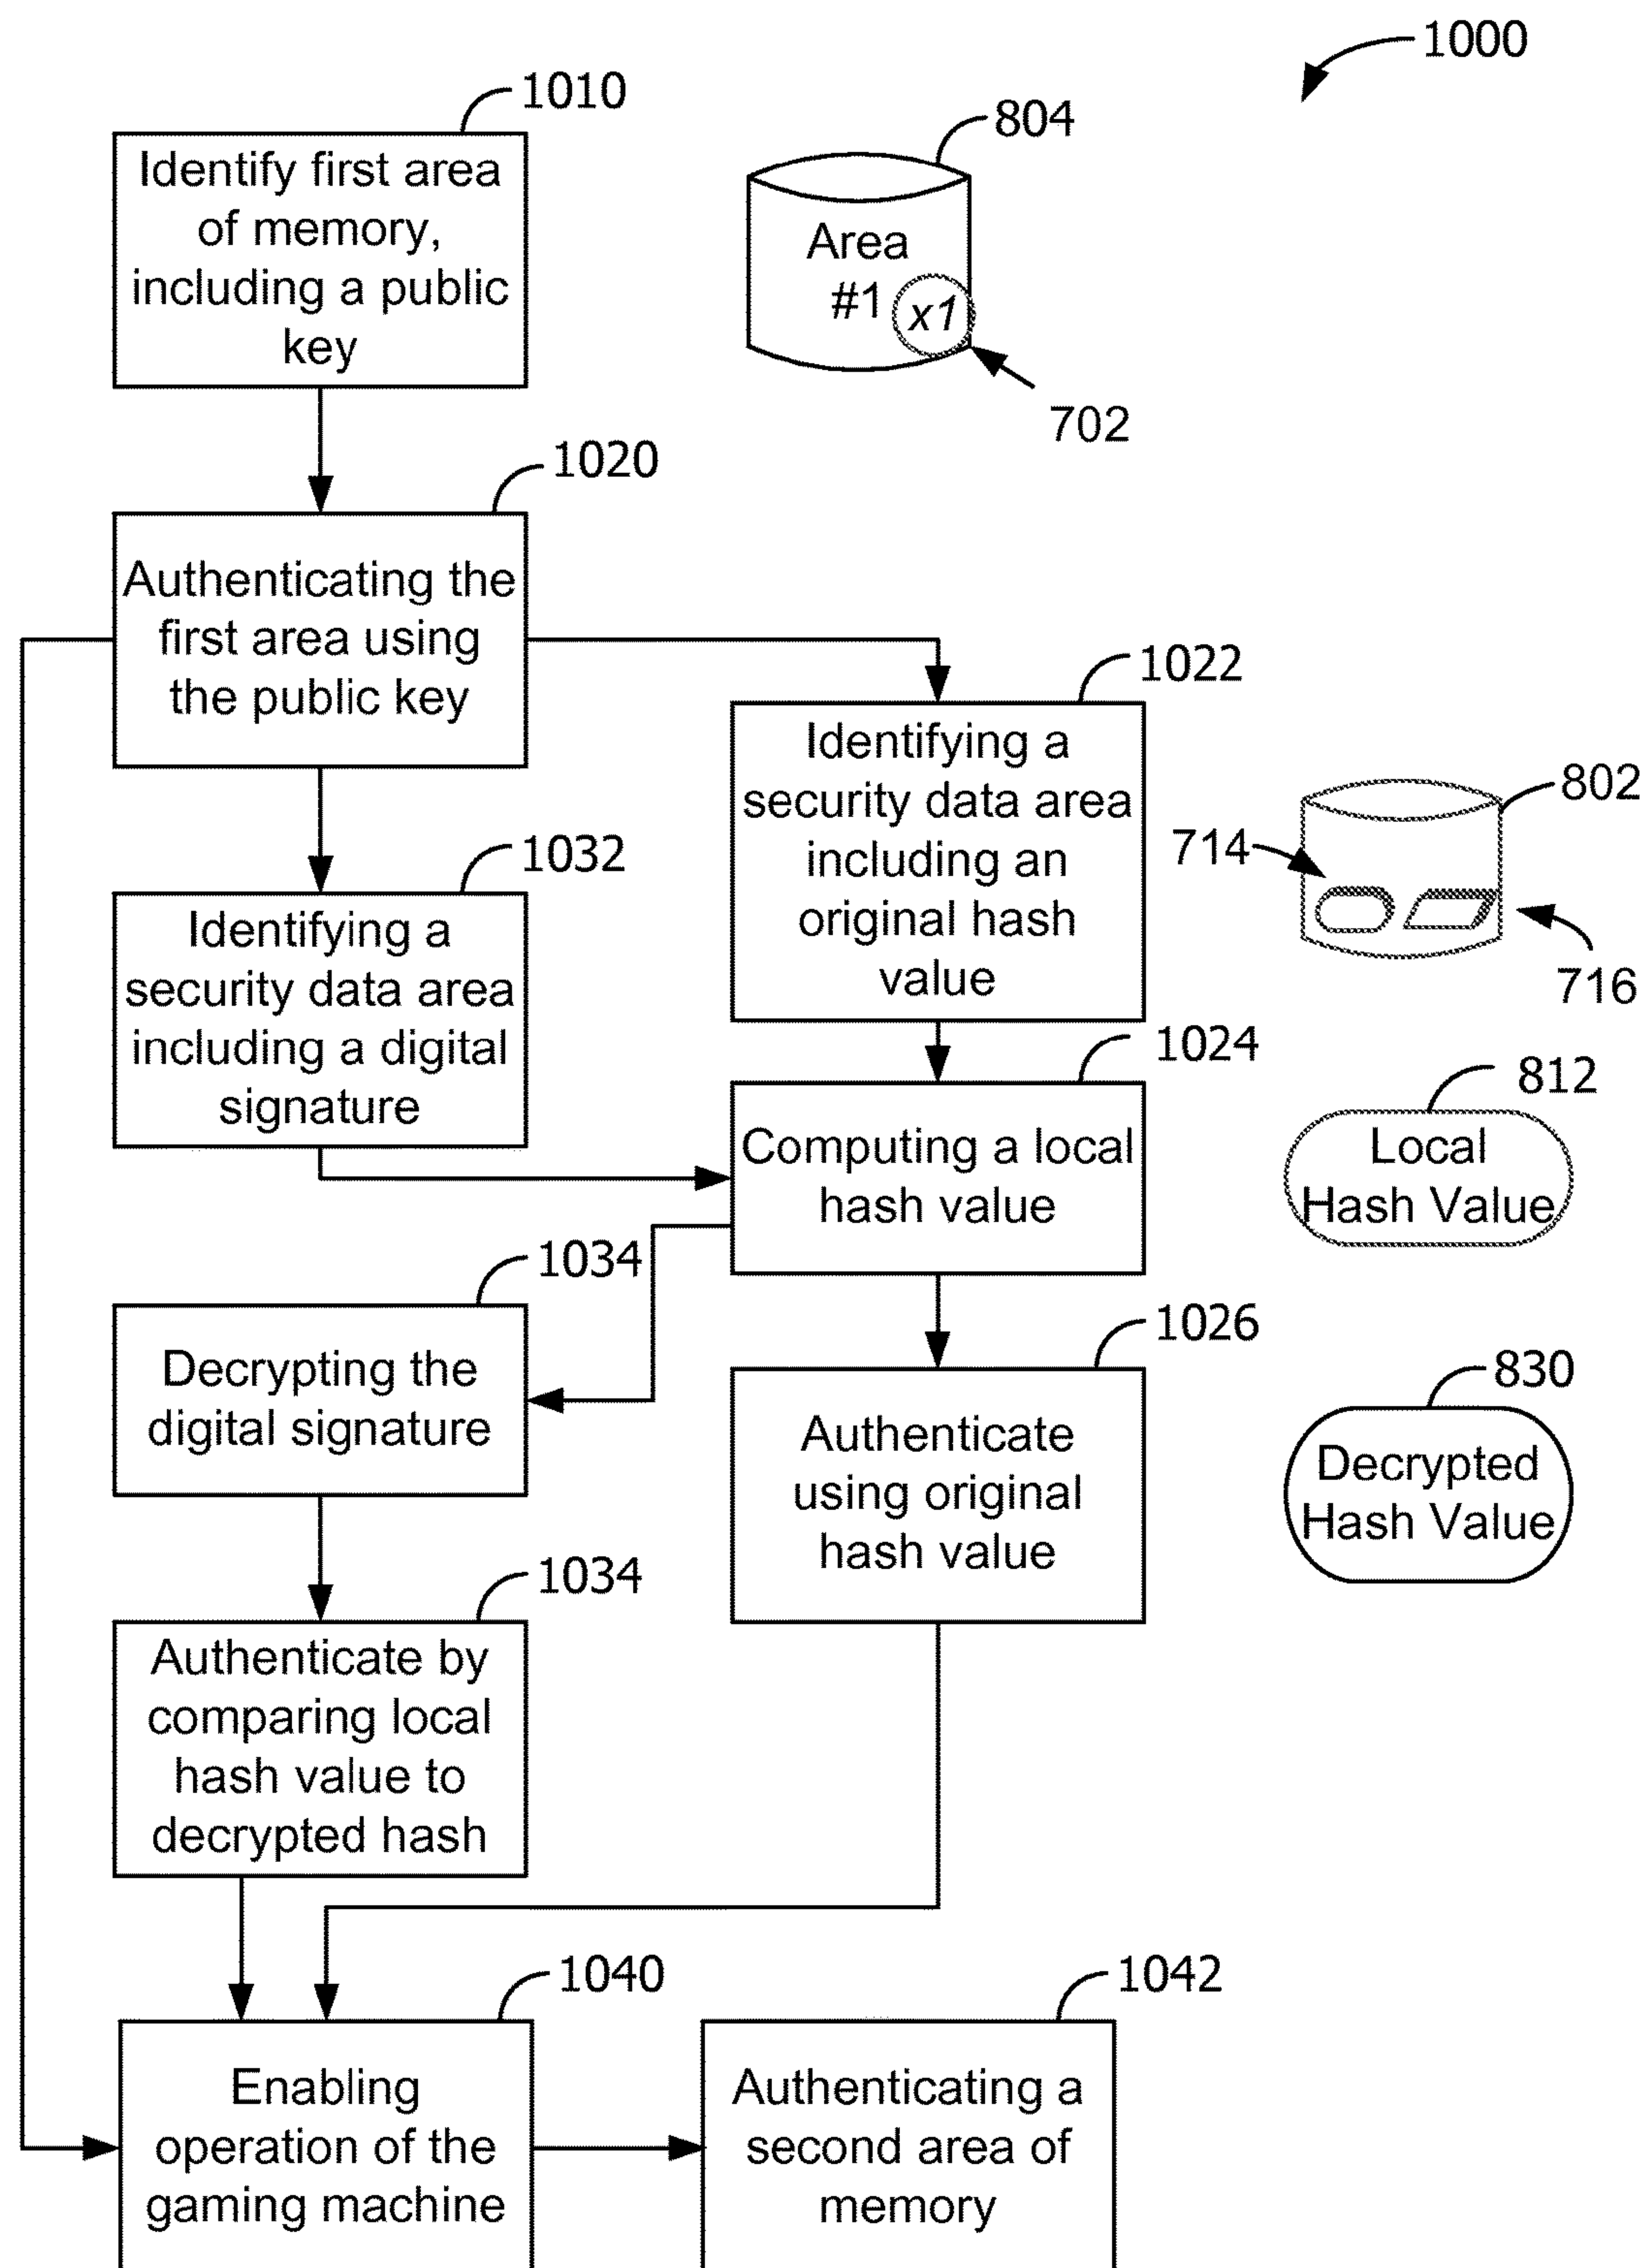 1000
1010
Identify first area
of memory,
including a public
key
804
Area
#1
x1
702
1020
Authenticating the
first area using
the public key
1022
Identifying a
security data area
including an
original hash
value
802
714
716
1032
Identifying a
security data area
including a digital
signature
1024
Computing a local
hash value
812
Local
Hash Value
1034
Decrypting the
digital signature
1026
Authenticate
using original
hash value
830
Decrypted
Hash Value
1034
Authenticate by
comparing local
hash value to
decrypted hash
1040
Enabling
operation of the
gaming machine
1042
Authenticating a
second area of
memory